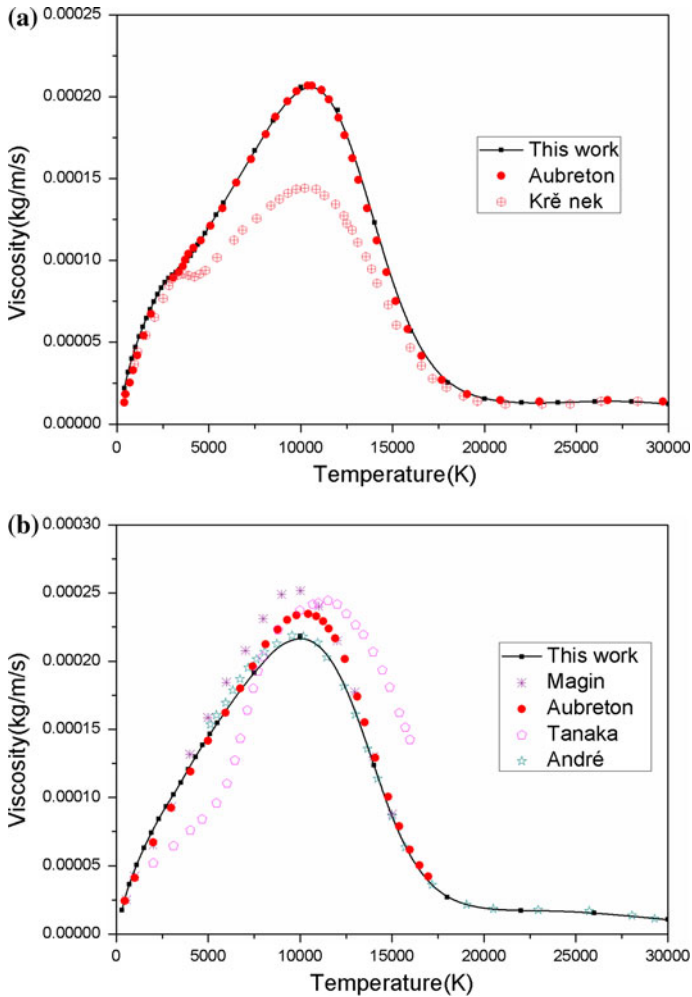 (a)
0.00025
0.00020
0.00015
0.00010
0.00005
0.00000
Viscosity(kg/m/s)
This work
Aubreton
Krě nek
0 5000 10000 15000 20000 25000 30000
Temperature(K)
(b)
0.00030
0.00025
0.00020
0.00015
0.00010
0.00005
0.00000
Viscosity(kg/m/s)
This work
Magin
Aubreton
Tanaka
André
0 5000 10000 15000 20000 25000 30000
Temperature(K)